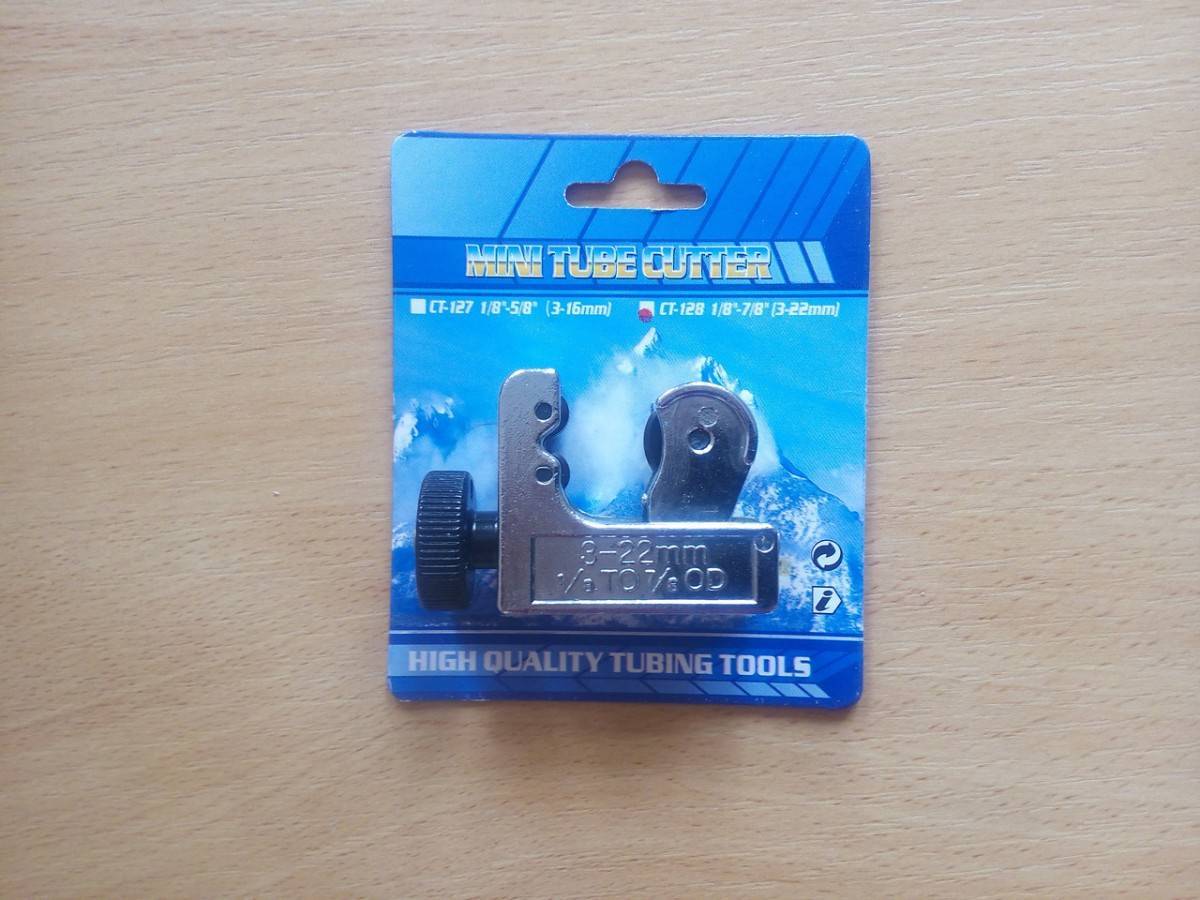 MINI TUBE CUTTER
CT-127 1/8"-5/8" (3-16mm) CT-128 1/8"-7/8" (3-22mm)
3-22mm
1/8 TO 7/8 OD
i
HIGH QUALITY TUBING TOOLS